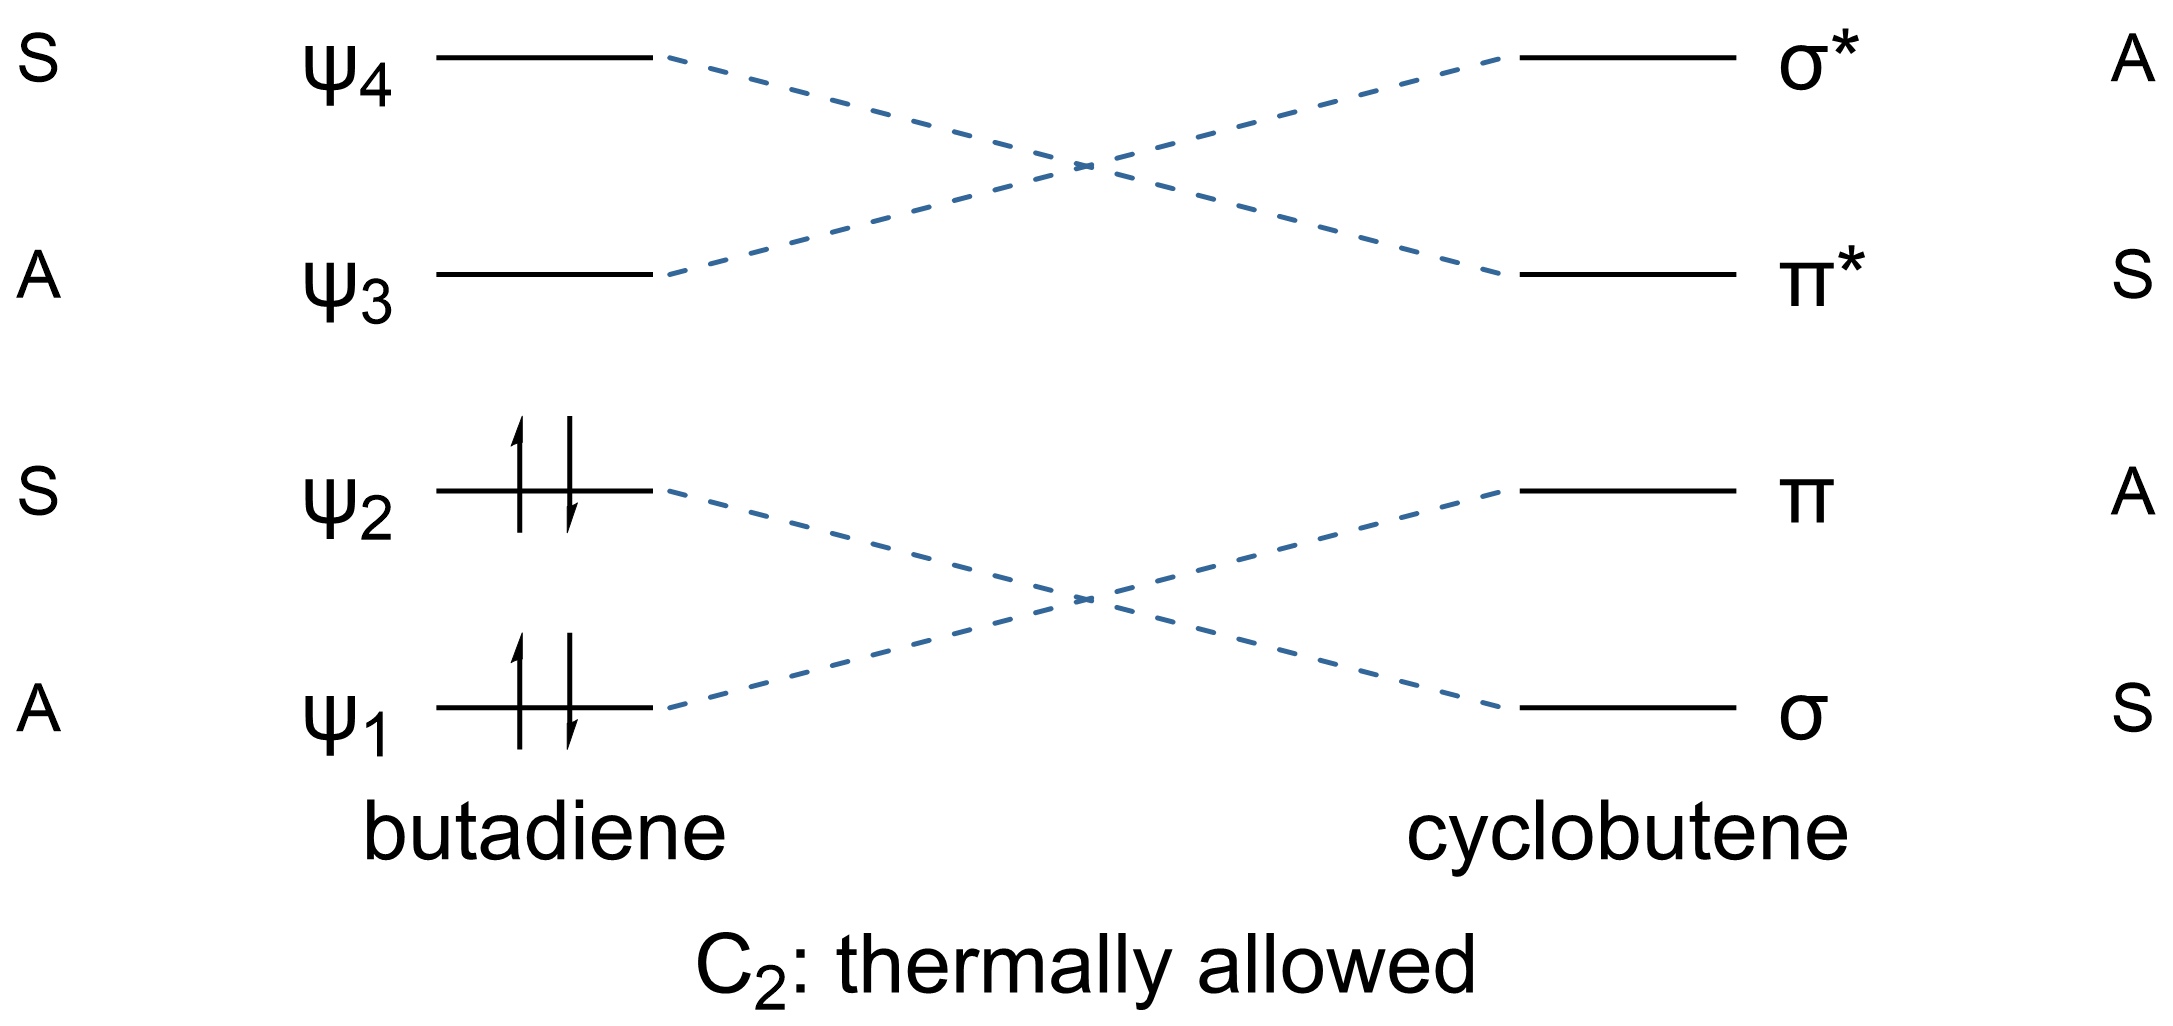 S ψ4 σ* A
A ψ3 π* S
S ψ2 π A
A ψ1 σ S
butadiene cyclobutene
C2: thermally allowed